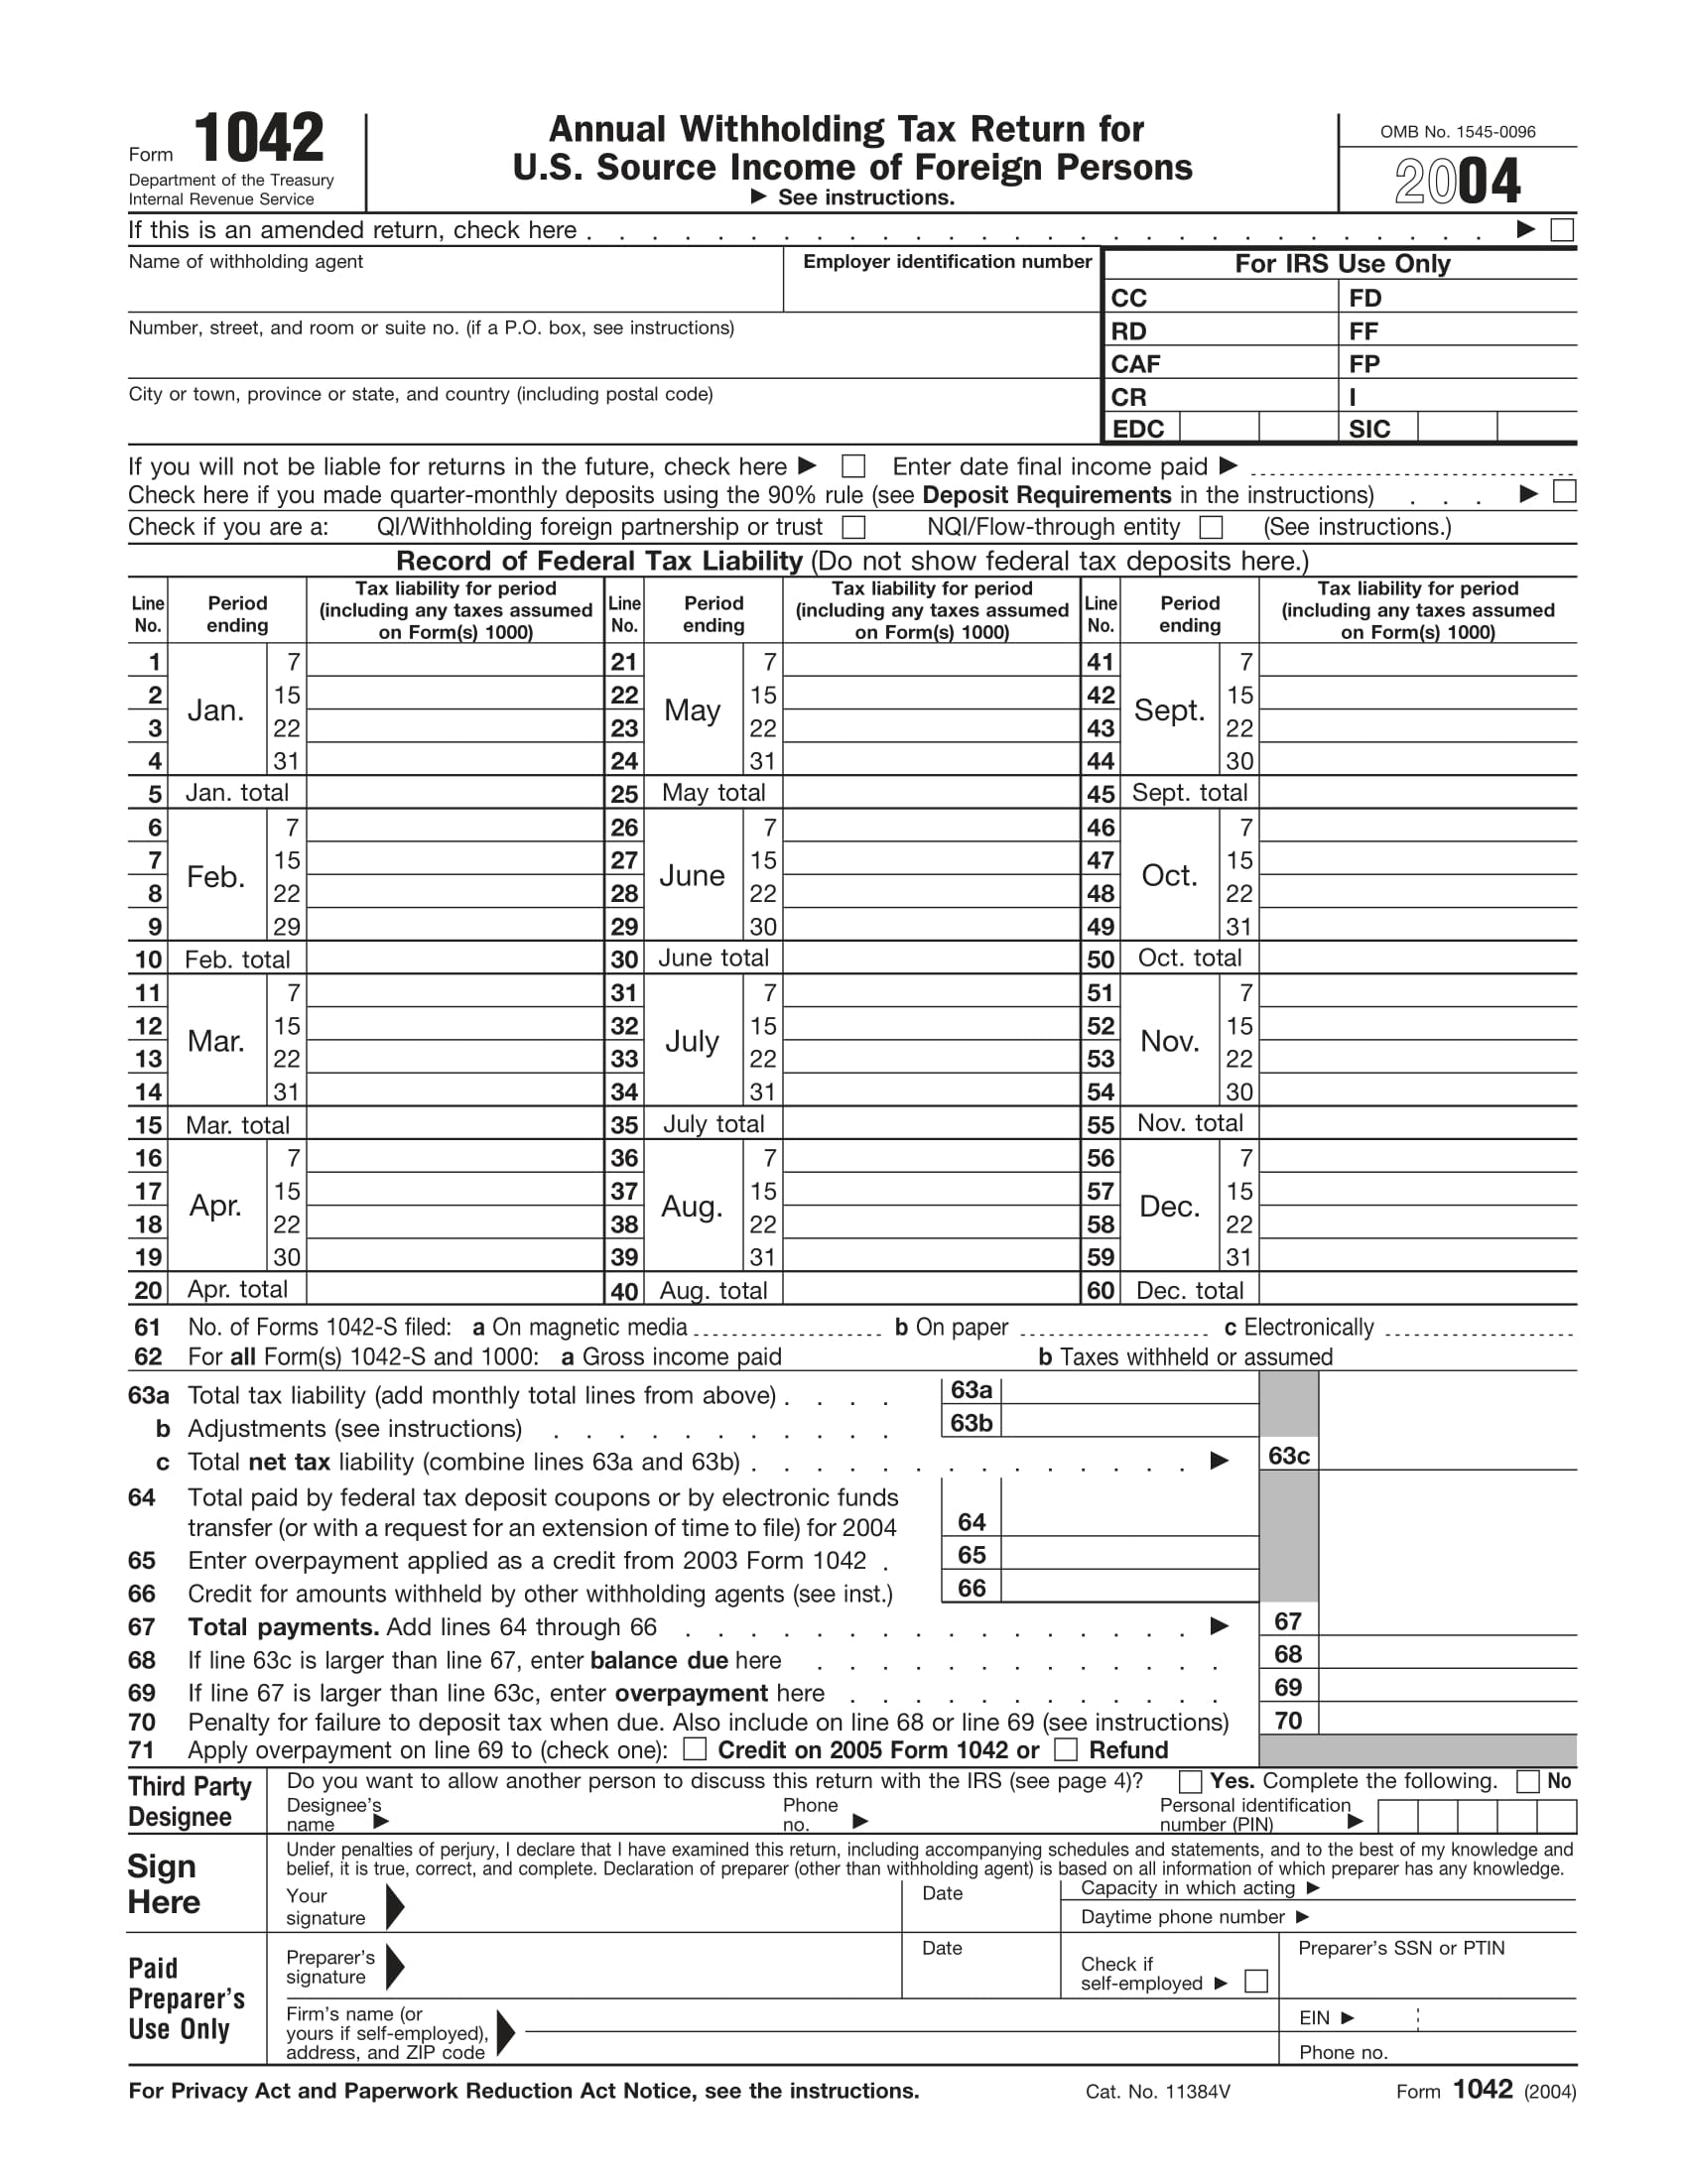 Form 1042
Department of the Treasury
Internal Revenue Service
Annual Withholding Tax Return for
U.S. Source Income of Foreign Persons
▶ See instructions.
OMB No. 1545-0096
2004
If this is an amended return, check here . . . ▶
Name of withholding agent
Employer identification number
Number, street, and room or suite no. (if a P.O. box, see instructions)
City or town, province or state, and country (including postal code)
For IRS Use Only
CC FD
RD FF
CAF FP
CR I
EDC SIC
If you will not be liable for returns in the future, check here ▶ Enter date final income paid ▶
Check here if you made quarter-monthly deposits using the 90% rule (see Deposit Requirements in the instructions) . . . ▶
Check if you are a: QI/Withholding foreign partnership or trust NQI/Flow-through entity (See instructions.)
Record of Federal Tax Liability (Do not show federal tax deposits here.)
Line No. Period ending Tax liability for period (including any taxes assumed on Form(s) 1000) Line No. Period ending Tax liability for period (including any taxes assumed on Form(s) 1000) Line No. Period ending Tax liability for period (including any taxes assumed on Form(s) 1000)
1 7 21 7 41 7
2 15 22 15 42 15
Jan. May Sept.
3 22 23 22 43 22
4 31 24 31 44 30
5 Jan. total 25 May total 45 Sept. total
6 7 26 7 46 7
7 15 27 15 47 15
Feb. June Oct.
8 22 28 22 48 22
9 29 29 30 49 31
10 Feb. total 30 June total 50 Oct. total
11 7 31 7 51 7
12 15 32 15 52 15
Mar. July Nov.
13 22 33 22 53 22
14 31 34 31 54 30
15 Mar. total 35 July total 55 Nov. total
16 7 36 7 56 7
17 15 37 15 57 15
Apr. Aug. Dec.
18 22 38 22 58 22
19 30 39 31 59 31
20 Apr. total 40 Aug. total 60 Dec. total
61 No. of Forms 1042-S filed: a On magnetic media b On paper c Electronically
62 For all Form(s) 1042-S and 1000: a Gross income paid b Taxes withheld or assumed
63a Total tax liability (add monthly total lines from above) . . . . 63a
b Adjustments (see instructions) . . . 63b
c Total net tax liability (combine lines 63a and 63b) . . . ▶ 63c
64 Total paid by federal tax deposit coupons or by electronic funds
transfer (or with a request for an extension of time to file) for 2004 64
65 Enter overpayment applied as a credit from 2003 Form 1042 . 65
66 Credit for amounts withheld by other withholding agents (see inst.) 66
67 Total payments. Add lines 64 through 66 . . . ▶ 67
68 If line 63c is larger than line 67, enter balance due here . . . 68
69 If line 67 is larger than line 63c, enter overpayment here . . . 69
70 Penalty for failure to deposit tax when due. Also include on line 68 or line 69 (see instructions) 70
71 Apply overpayment on line 69 to (check one): Credit on 2005 Form 1042 or Refund
Third Party
Designee
Do you want to allow another person to discuss this return with the IRS (see page 4)? Yes. Complete the following. No
Designee's name ▶
Phone no. ▶
Personal identification number (PIN) ▶
Sign
Here
Under penalties of perjury, I declare that I have examined this return, including accompanying schedules and statements, and to the best of my knowledge and
belief, it is true, correct, and complete. Declaration of preparer (other than withholding agent) is based on all information of which preparer has any knowledge.
Your signature
Date
Capacity in which acting ▶
Daytime phone number ▶
Paid
Preparer's
Use Only
Preparer's signature
Date
Check if
self-employed ▶
Preparer's SSN or PTIN
Firm's name (or
yours if self-employed),
address, and ZIP code
EIN ▶
Phone no.
For Privacy Act and Paperwork Reduction Act Notice, see the instructions. Cat. No. 11384V Form 1042 (2004)